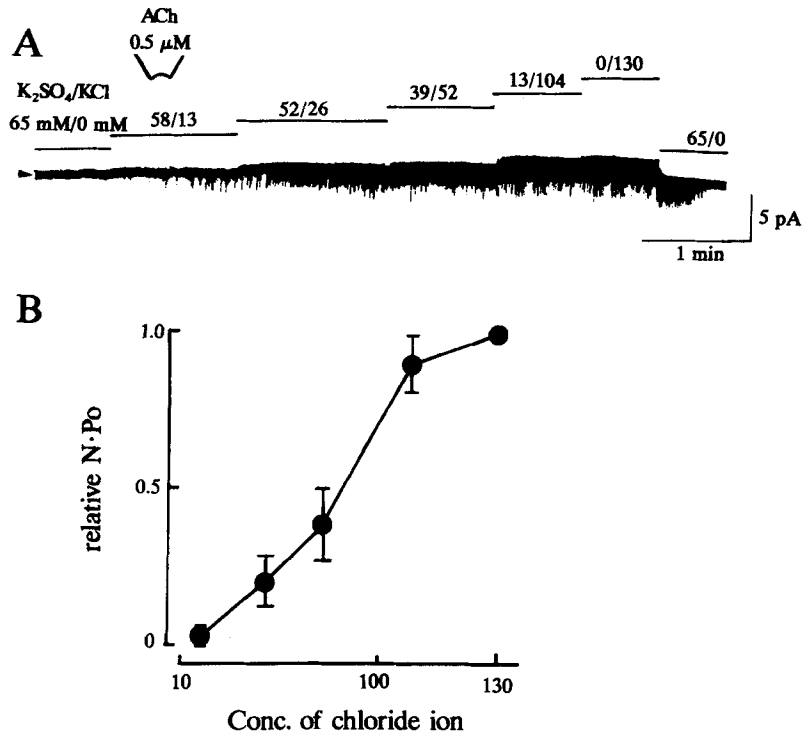 A
ACh
0.5 μM
K₂SO₄/KCl
65 mM/0 mM
58/13
52/26
39/52
13/104
0/130
65/0
5 pA
1 min
B
relative N·Po
1.0
0.5
0
10
100
130
Conc. of chloride ion